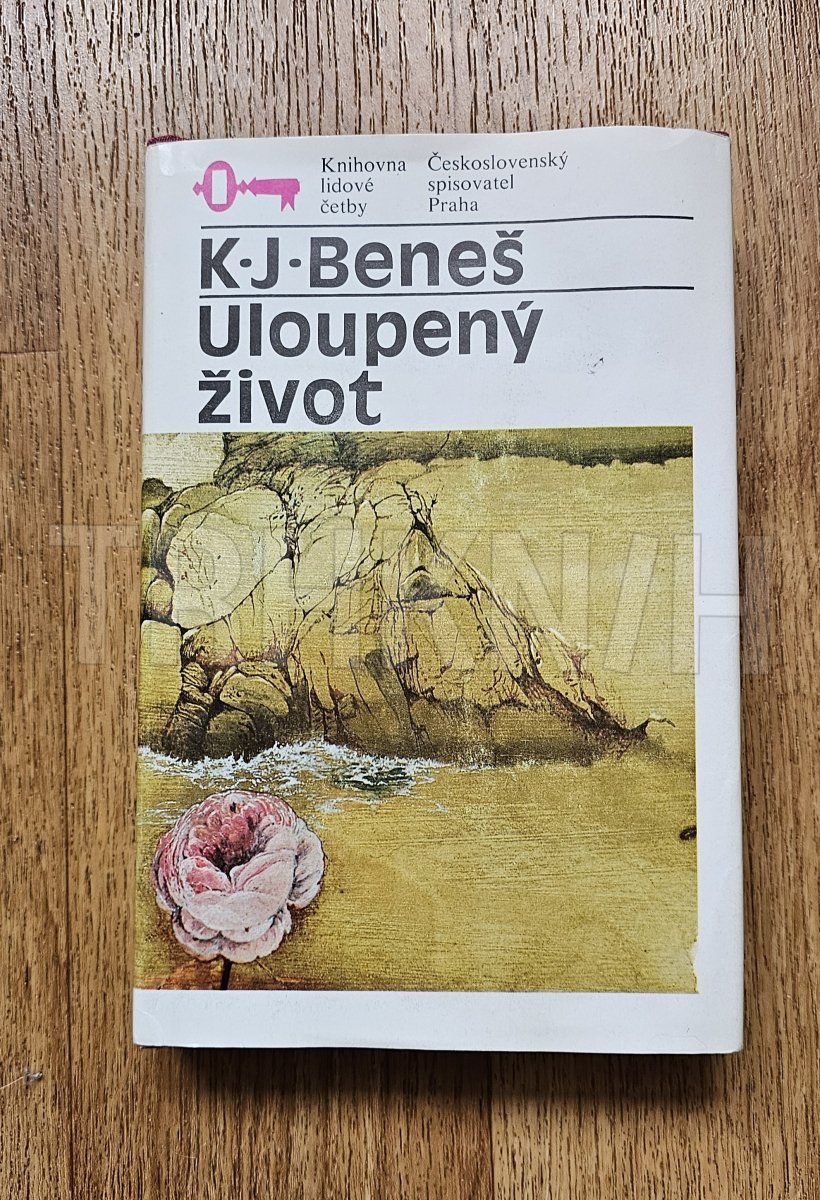 Knihovna
lidové
četby
Československý
spisovatel
Praha
K·J·Beneš
Uloupený
život